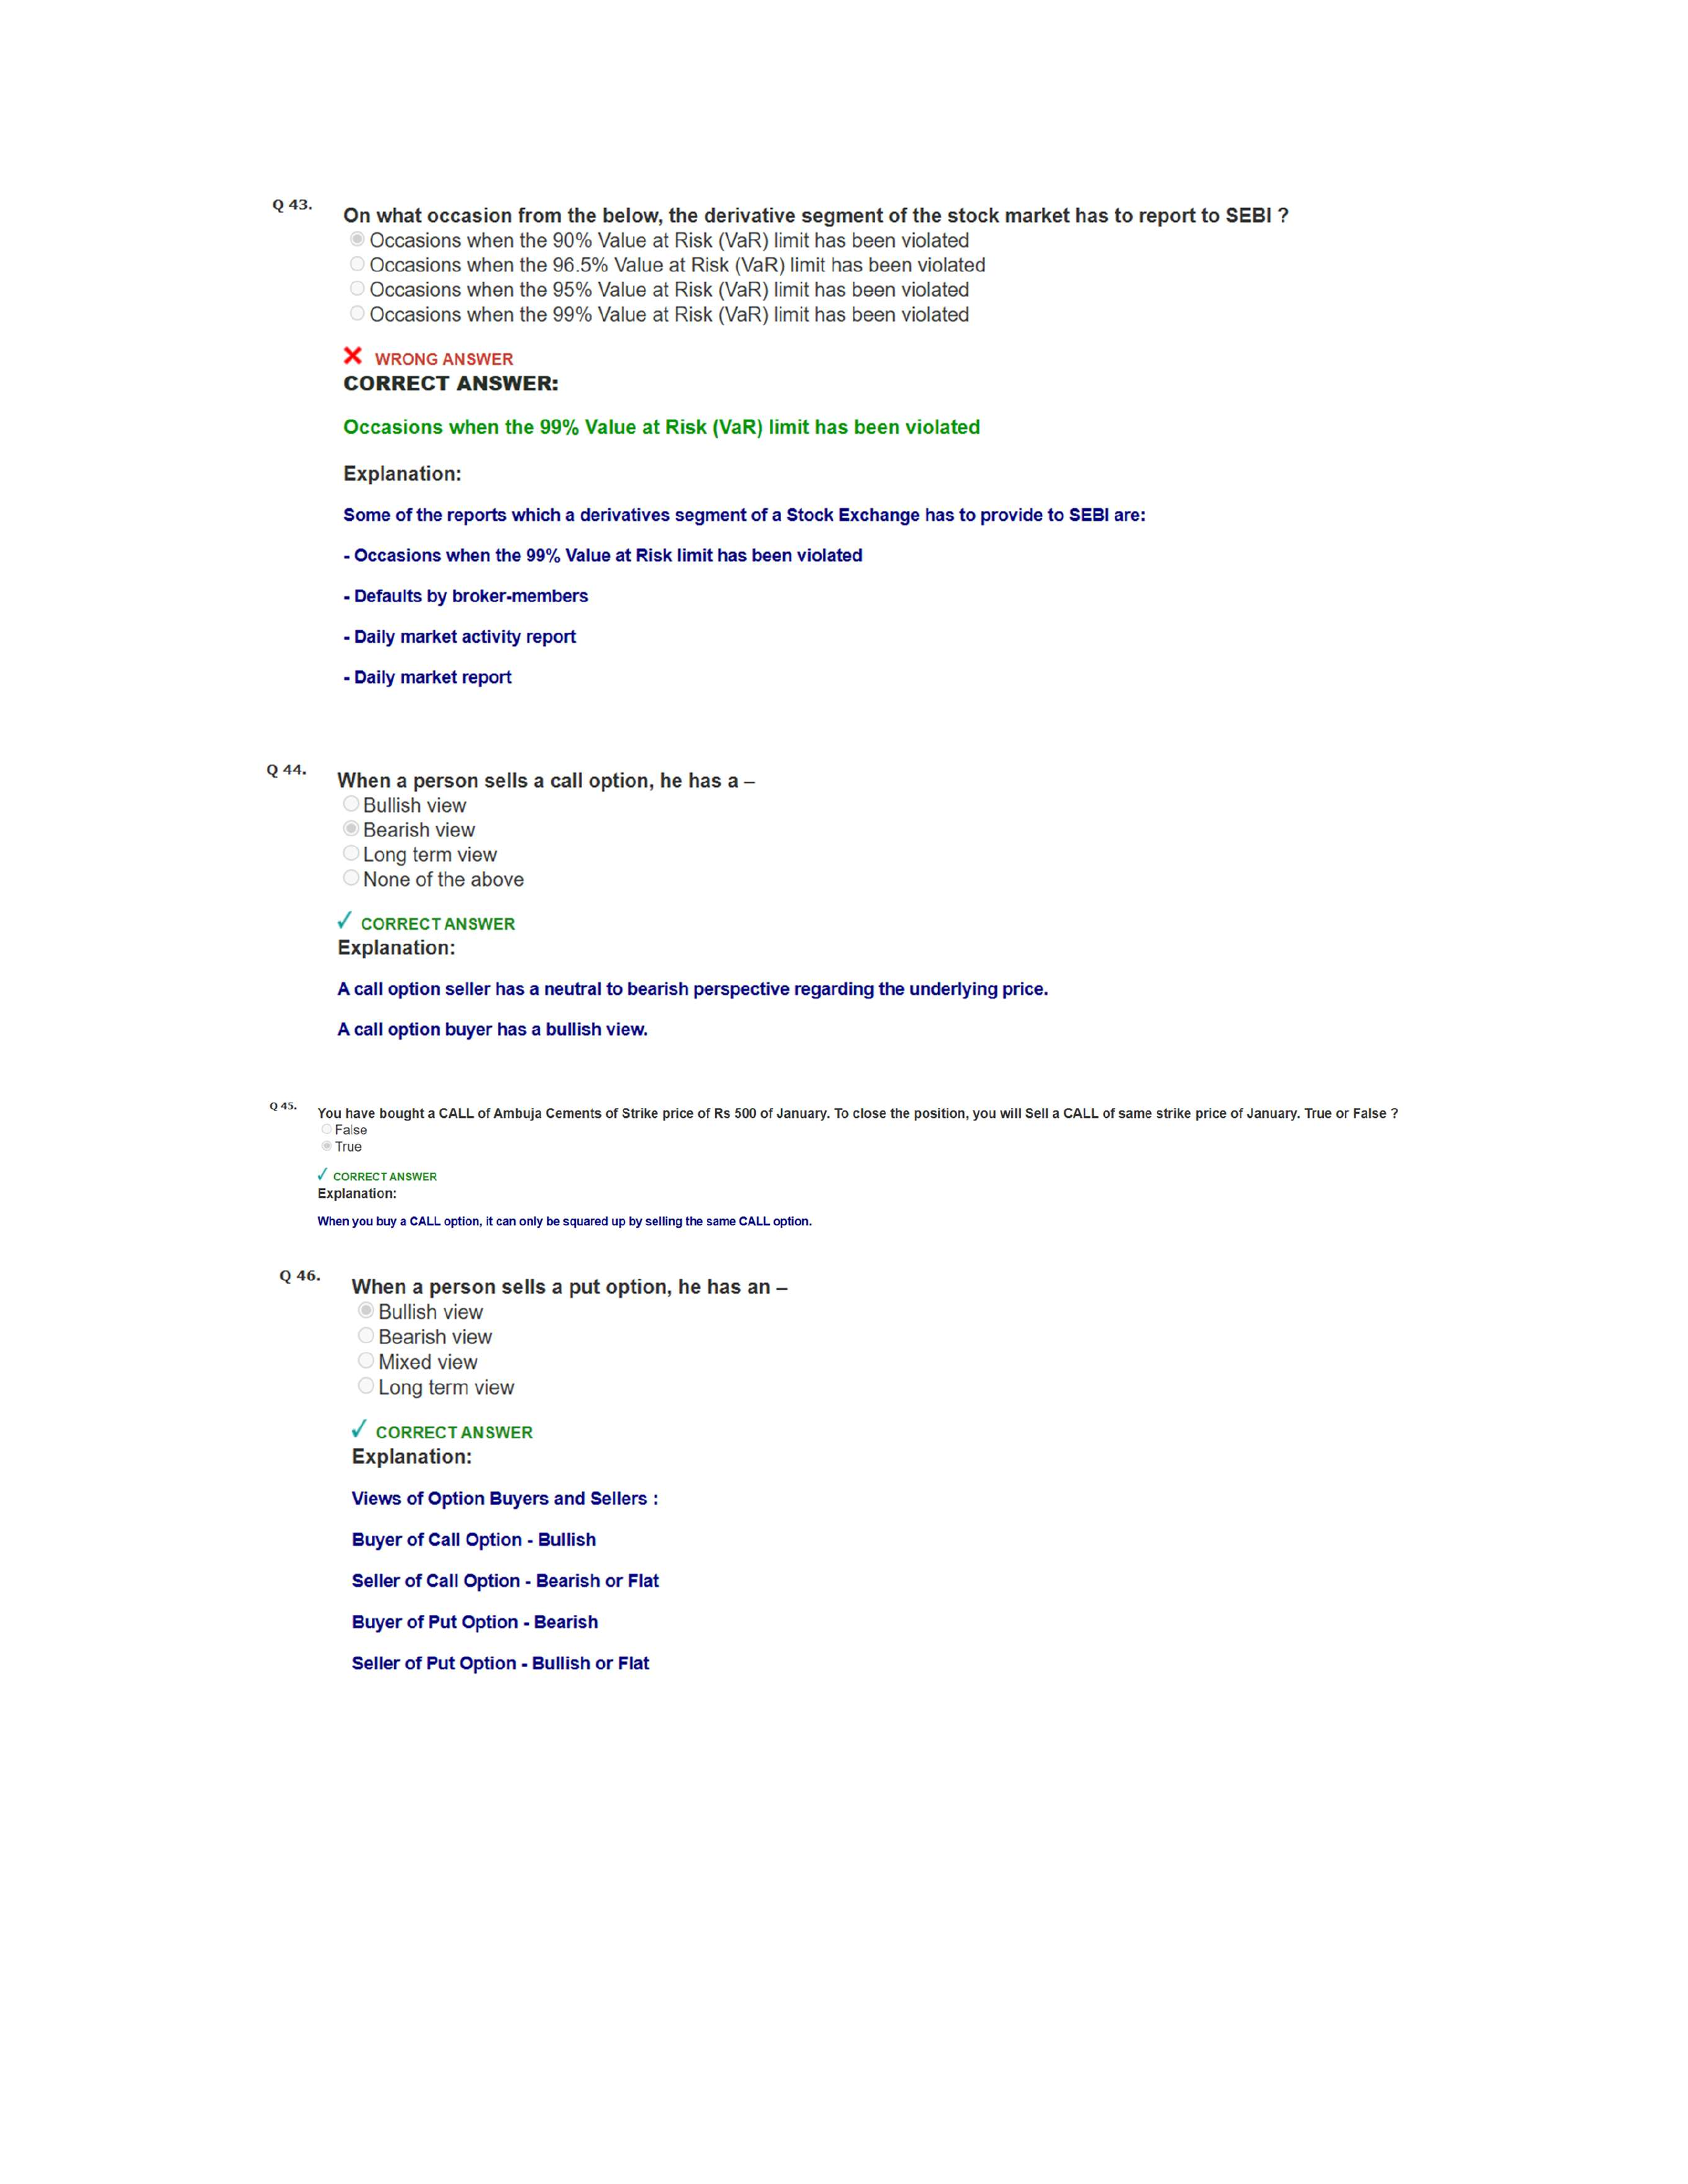 Q 43.
On what occasion from the below, the derivative segment of the stock market has to report to SEBI ?
Occasions when the 90% Value at Risk (VaR) limit has been violated
Occasions when the 96.5% Value at Risk (VaR) limit has been violated
Occasions when the 95% Value at Risk (VaR) limit has been violated
Occasions when the 99% Value at Risk (VaR) limit has been violated
WRONG ANSWER
CORRECT ANSWER:
Occasions when the 99% Value at Risk (VaR) limit has been violated
Explanation:
Some of the reports which a derivatives segment of a Stock Exchange has to provide to SEBI are:
- Occasions when the 99% Value at Risk limit has been violated
- Defaults by broker-members
- Daily market activity report
- Daily market report
Q 44.
When a person sells a call option, he has a –
Bullish view
Bearish view
Long term view
None of the above
✓ CORRECT ANSWER
Explanation:
A call option seller has a neutral to bearish perspective regarding the underlying price.
A call option buyer has a bullish view.
Q 45.
You have bought a CALL of Ambuja Cements of Strike price of Rs 500 of January. To close the position, you will Sell a CALL of same strike price of January. True or False ?
False
True
✓ CORRECT ANSWER
Explanation:
When you buy a CALL option, it can only be squared up by selling the same CALL option.
Q 46.
When a person sells a put option, he has an –
Bullish view
Bearish view
Mixed view
Long term view
✓ CORRECT ANSWER
Explanation:
Views of Option Buyers and Sellers :
Buyer of Call Option - Bullish
Seller of Call Option - Bearish or Flat
Buyer of Put Option - Bearish
Seller of Put Option - Bullish or Flat